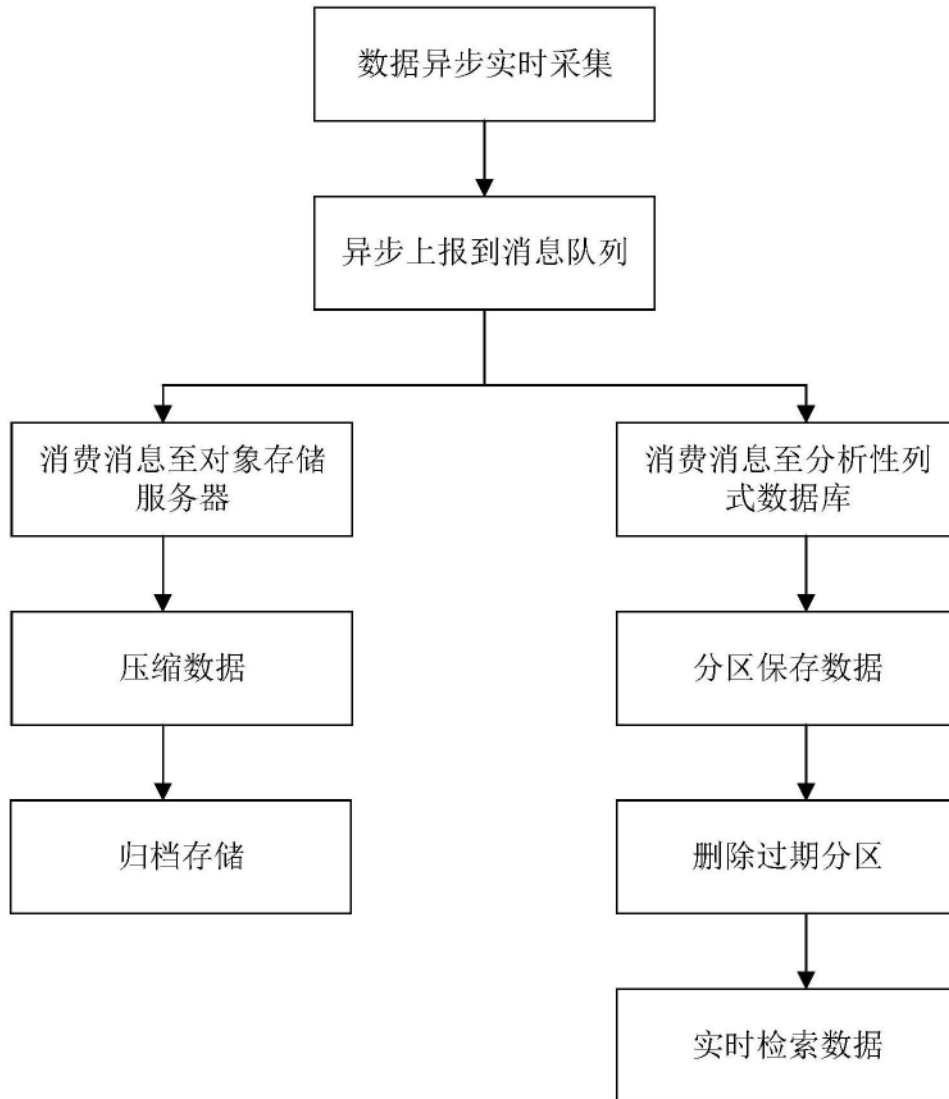 数据异步实时采集
异步上报到消息队列
消费消息至对象存储
服务器
消费消息至分析性列
式数据库
压缩数据
分区保存数据
归档存储
删除过期分区
实时检索数据